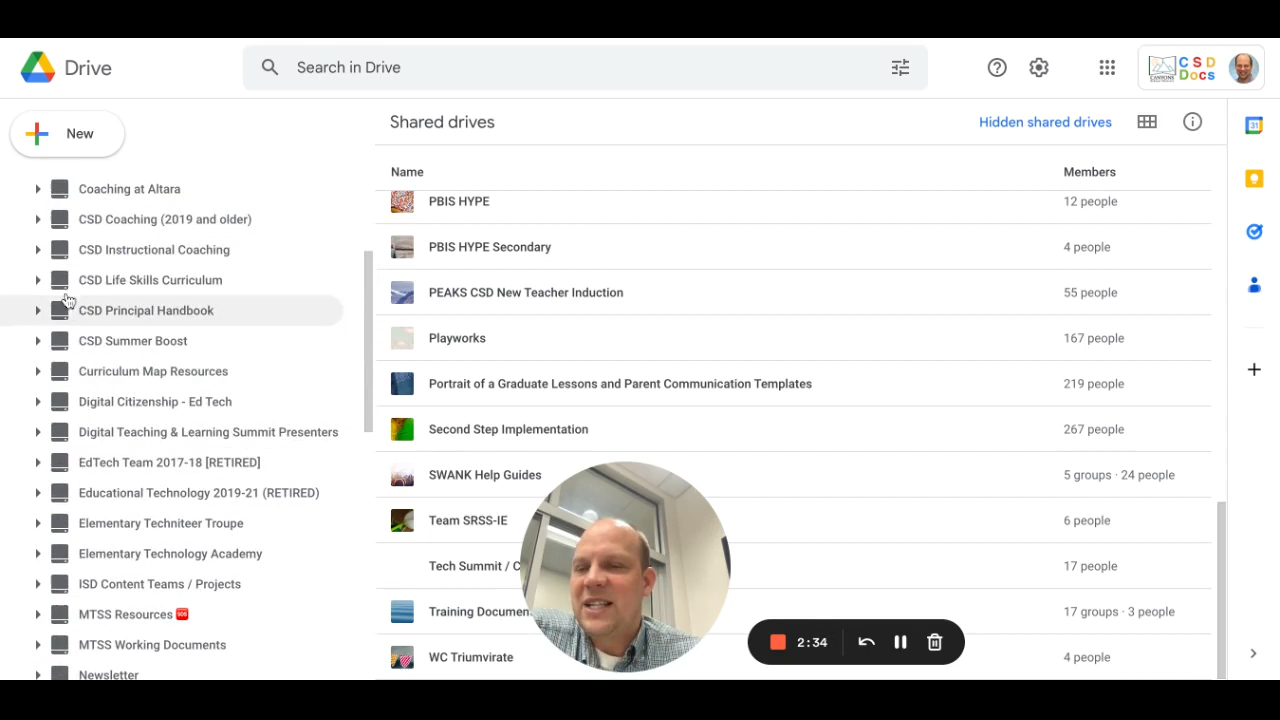 Drive
Search in Drive
CSD
Docs
New
Shared drives
Hidden shared drives
31
Name
Members
Coaching at Altara
CSD Coaching (2019 and older)
CSD Instructional Coaching
CSD Life Skills Curriculum
CSD Principal Handbook
CSD Summer Boost
Curriculum Map Resources
Digital Citizenship - Ed Tech
Digital Teaching & Learning Summit Presenters
EdTech Team 2017-18 [RETIRED]
Educational Technology 2019-21 (RETIRED)
Elementary Techniteer Troupe
Elementary Technology Academy
ISD Content Teams / Projects
MTSS Resources SOS
MTSS Working Documents
Newsletter
PBIS HYPE 12 people
PBIS HYPE Secondary 4 people
PEAKS CSD New Teacher Induction 55 people
Playworks 167 people
Portrait of a Graduate Lessons and Parent Communication Templates 219 people
Second Step Implementation 267 people
SWANK Help Guides 5 groups · 24 people
Team SRSS-IE 6 people
Tech Summit / C 17 people
Training Documen 17 groups · 3 people
WC Triumvirate 4 people
2:34